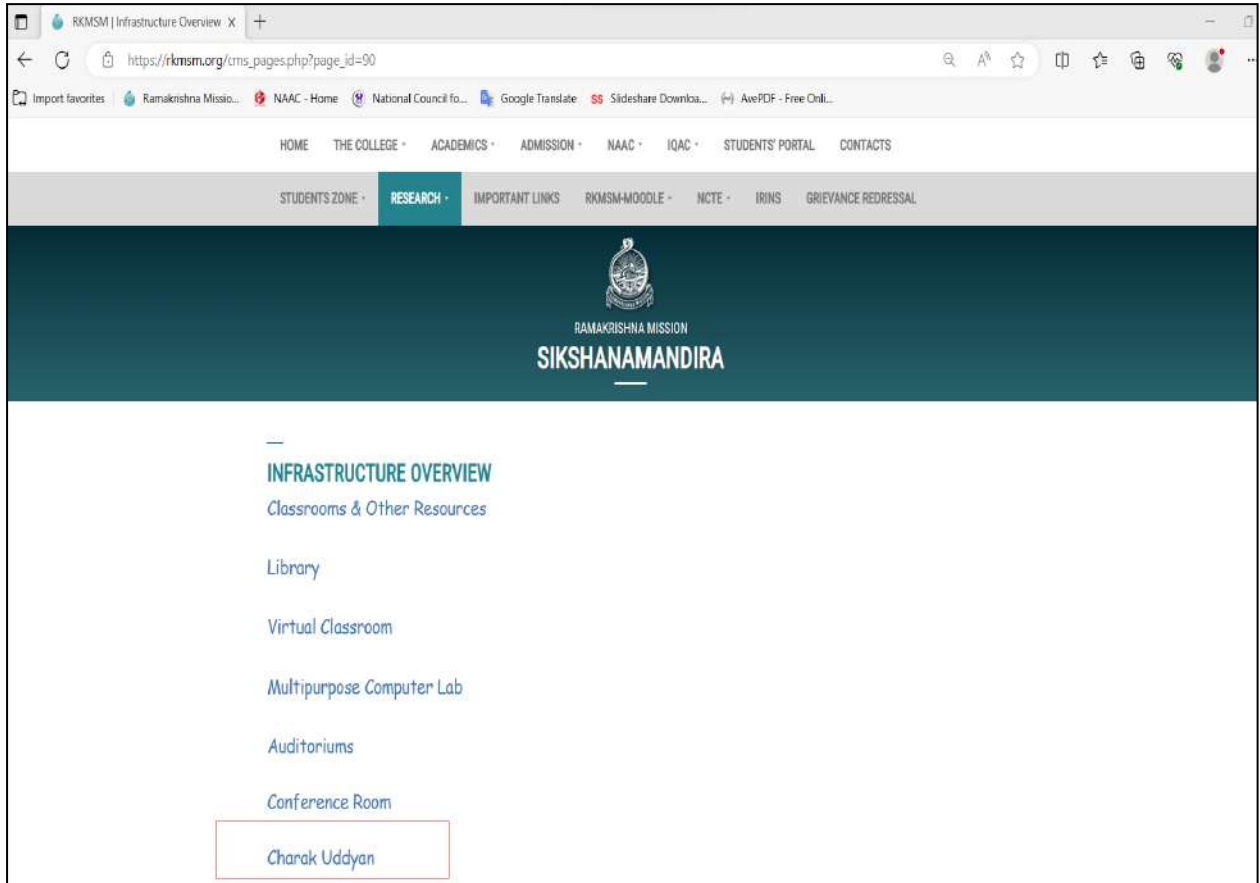 RKMSM | Infrastructure Overview X +
https://rkmsm.org/cms_pages.php?page_id=90
Import favorites Ramakrishna Missio... NAAC - Home National Council fo... Google Translate SS Slideshare Downloa... AvePDF - Free Onli...
HOME THE COLLEGE ACADEMICS ADMISSION NAAC IQAC STUDENTS' PORTAL CONTACTS
STUDENTS ZONE RESEARCH IMPORTANT LINKS RKMSM-MOODLE NCTE IRINS GRIEVANCE REDRESSAL
RAMAKRISHNA MISSION
SIKSHANAMANDIRA
INFRASTRUCTURE OVERVIEW
Classrooms & Other Resources
Library
Virtual Classroom
Multipurpose Computer Lab
Auditoriums
Conference Room
Charak Uddyan